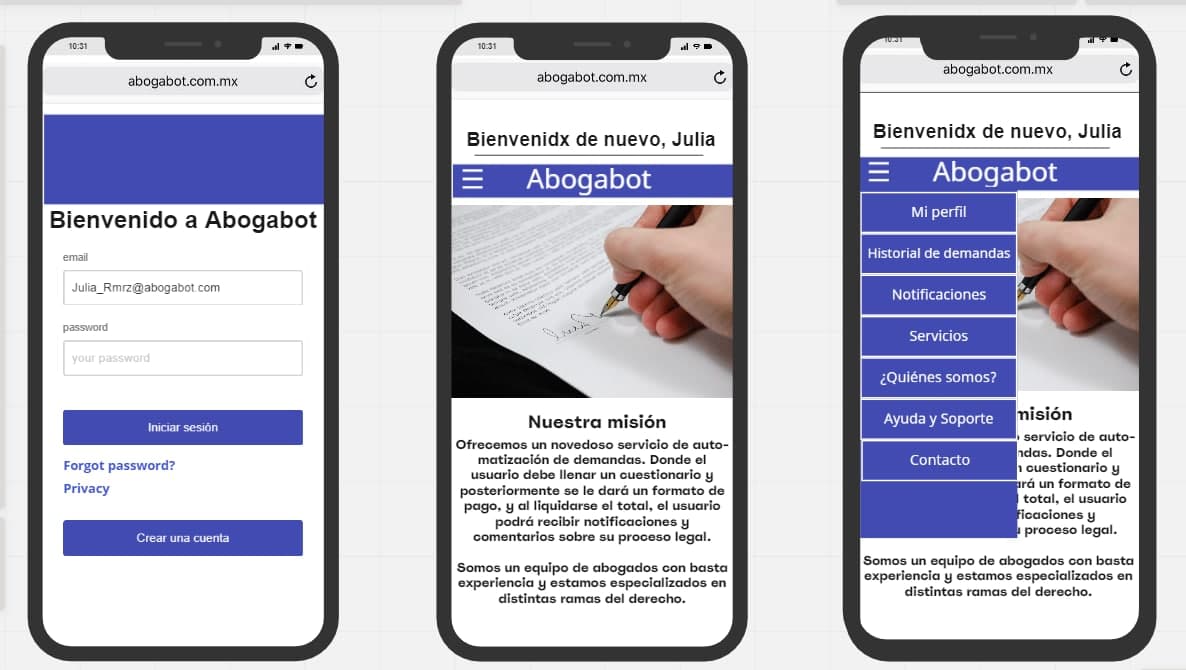 10:31
abogabot.com.mx
Bienvenido a Abogabot
email
Julia_Rmrz@abogabot.com
password
your password
Iniciar sesión
Forgot password?
Privacy
Crear una cuenta
10:31
abogabot.com.mx
Bienvenidx de nuevo, Julia
Abogabot
Nuestra misión
Ofrecemos un novedoso servicio de auto-
matización de demandas. Donde el
usuario debe llenar un cuestionario y
posteriormente se le dará un formato de
pago, y al liquidarse el total, el usuario
podrá recibir notificaciones y
comentarios sobre su proceso legal.
Somos un equipo de abogados con basta
experiencia y estamos especializados en
distintas ramas del derecho.
10:31
abogabot.com.mx
Bienvenidx de nuevo, Julia
Abogabot
Mi perfil
Historial de demandas
Notificaciones
Servicios
¿Quiénes somos?
Ayuda y Soporte
Contacto
misión
servicio de auto-
ndas. Donde el
cuestionario y
ará un formato de
total, el usuario
ficaciones y
proceso legal.
Somos un equipo de abogados con basta
experiencia y estamos especializados en
distintas ramas del derecho.